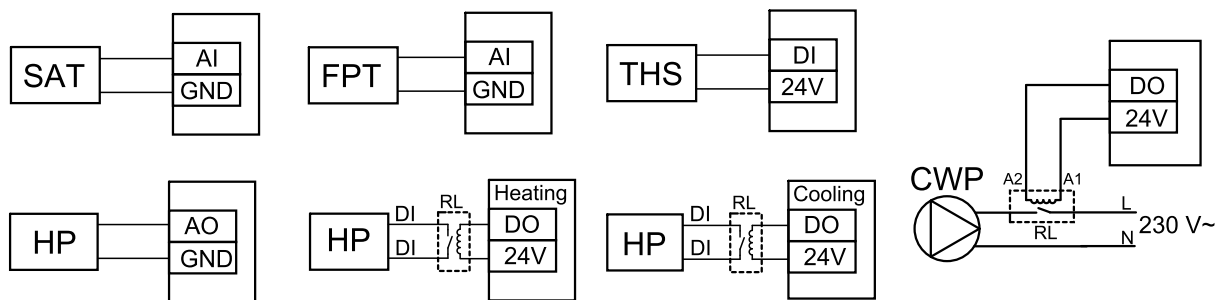 SAT
AI
GND
FPT
AI
GND
THS
DI
24V
DO
24V
CWP
A2
A1
RL
L
N
230 V~
HP
AO
GND
HP
DI
DI
RL
Heating
DO
24V
HP
DI
DI
RL
Cooling
DO
24V